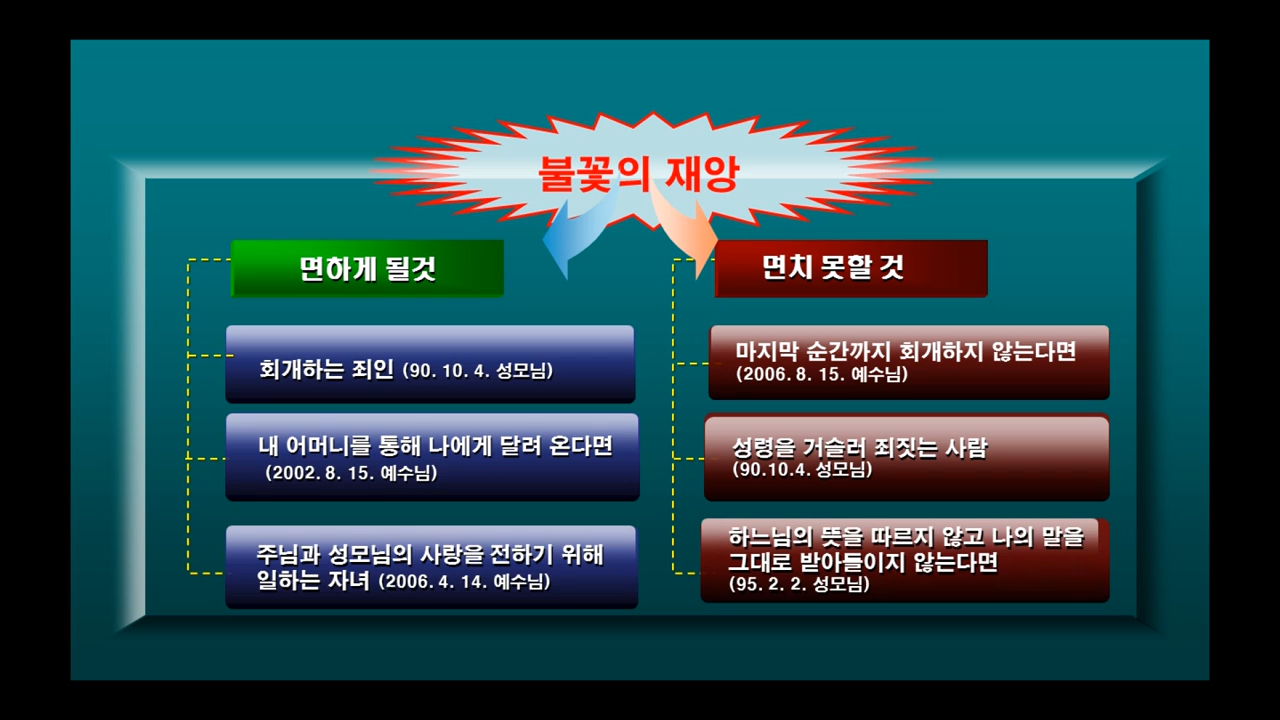 불꽃의 재앙
면하게 될것
회개하는 죄인 (90. 10. 4. 성모님)
내 어머니를 통해 나에게 달려 온다면
(2002. 8. 15. 예수님)
주님과 성모님의 사랑을 전하기 위해
일하는 자녀 (2006. 4. 14. 예수님)
면치 못할 것
마지막 순간까지 회개하지 않는다면
(2006. 8. 15. 예수님)
성령을 거슬러 죄짓는 사람
(90.10.4. 성모님)
하느님의 뜻을 따르지 않고 나의 말을
그대로 받아들이지 않는다면
(95. 2. 2. 성모님)